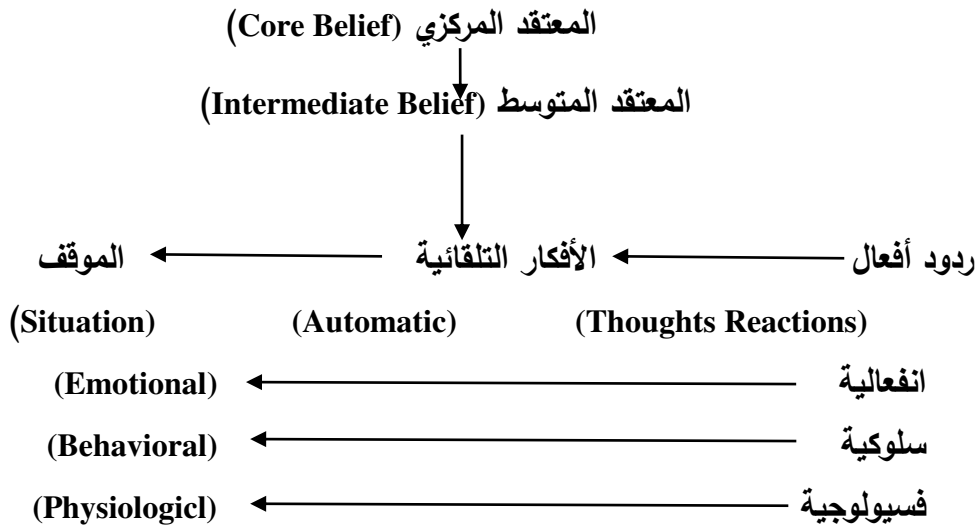 المعتقد المركزي (Core Belief)
المعتقد المتوسط (Intermediate Belief)
ردود أفعال الأفكار التلقائية الموقف
(Situation) (Automatic) (Thoughts Reactions)
انفعالية (Emotional)
سلوكية (Behavioral)
فسيولوجية (Physiologicl)